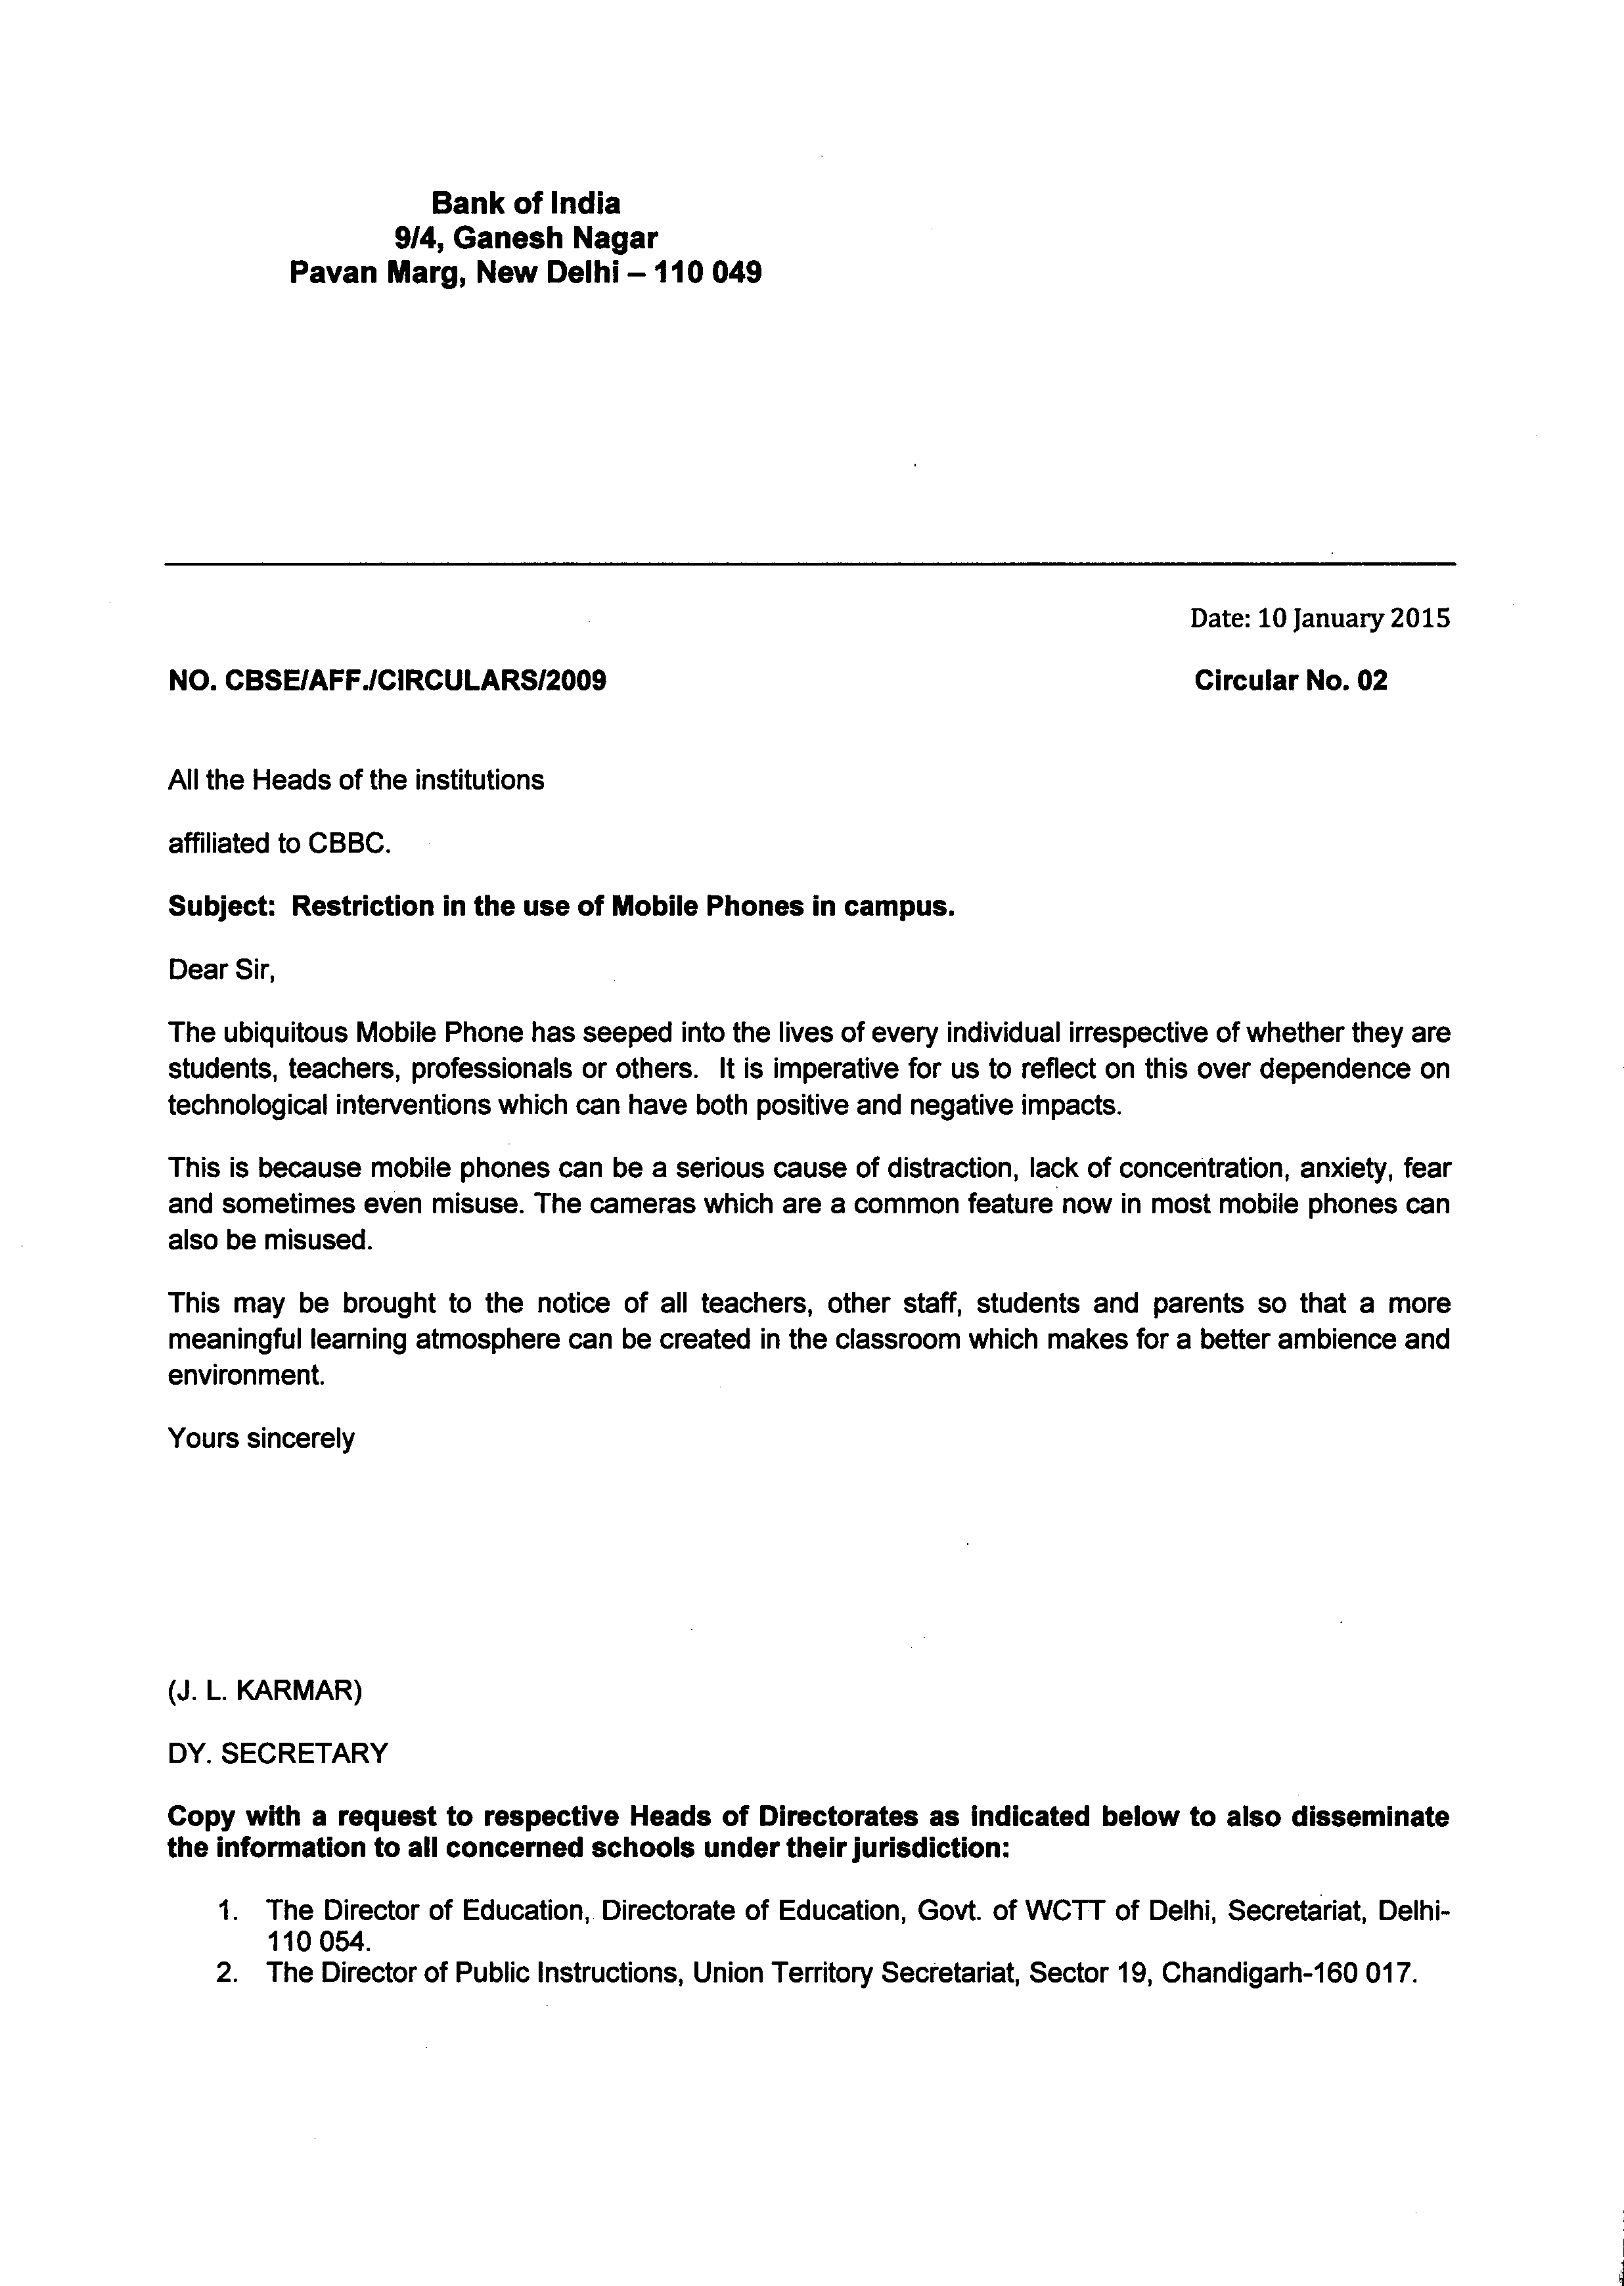 Bank of India
9/4, Ganesh Nagar
Pavan Marg, New Delhi – 110 049
Date: 10 January 2015
NO. CBSE/AFF./CIRCULARS/2009 Circular No. 02
All the Heads of the institutions
affiliated to CBBC.
Subject: Restriction in the use of Mobile Phones in campus.
Dear Sir,
The ubiquitous Mobile Phone has seeped into the lives of every individual irrespective of whether they are
students, teachers, professionals or others. It is imperative for us to reflect on this over dependence on
technological interventions which can have both positive and negative impacts.
This is because mobile phones can be a serious cause of distraction, lack of concentration, anxiety, fear
and sometimes even misuse. The cameras which are a common feature now in most mobile phones can
also be misused.
This may be brought to the notice of all teachers, other staff, students and parents so that a more
meaningful learning atmosphere can be created in the classroom which makes for a better ambience and
environment.
Yours sincerely
(J. L. KARMAR)
DY. SECRETARY
Copy with a request to respective Heads of Directorates as indicated below to also disseminate
the information to all concerned schools under their jurisdiction:
1. The Director of Education, Directorate of Education, Govt. of WCTT of Delhi, Secretariat, Delhi-
110 054.
2. The Director of Public Instructions, Union Territory Secretariat, Sector 19, Chandigarh-160 017.